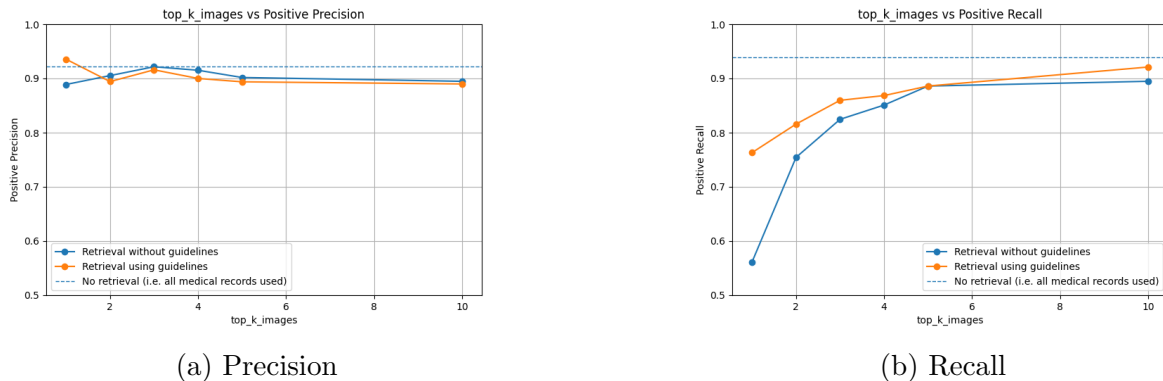 top_k_images vs Positive Precision
1.0
0.9
0.8
0.7
0.6
0.5
Positive Precision
Retrieval without guidelines
Retrieval using guidelines
No retrieval (i.e. all medical records used)
2 4 6 8 10
top_k_images
(a) Precision
top_k_images vs Positive Recall
1.0
0.9
0.8
0.7
0.6
0.5
Positive Recall
Retrieval without guidelines
Retrieval using guidelines
No retrieval (i.e. all medical records used)
2 4 6 8 10
top_k_images
(b) Recall